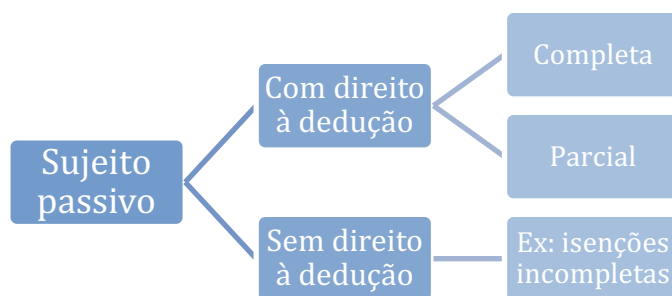 Sujeito
passivo
Com direito
à dedução
Completa
Parcial
Sem direito
à dedução
Ex: isenções
incompletas